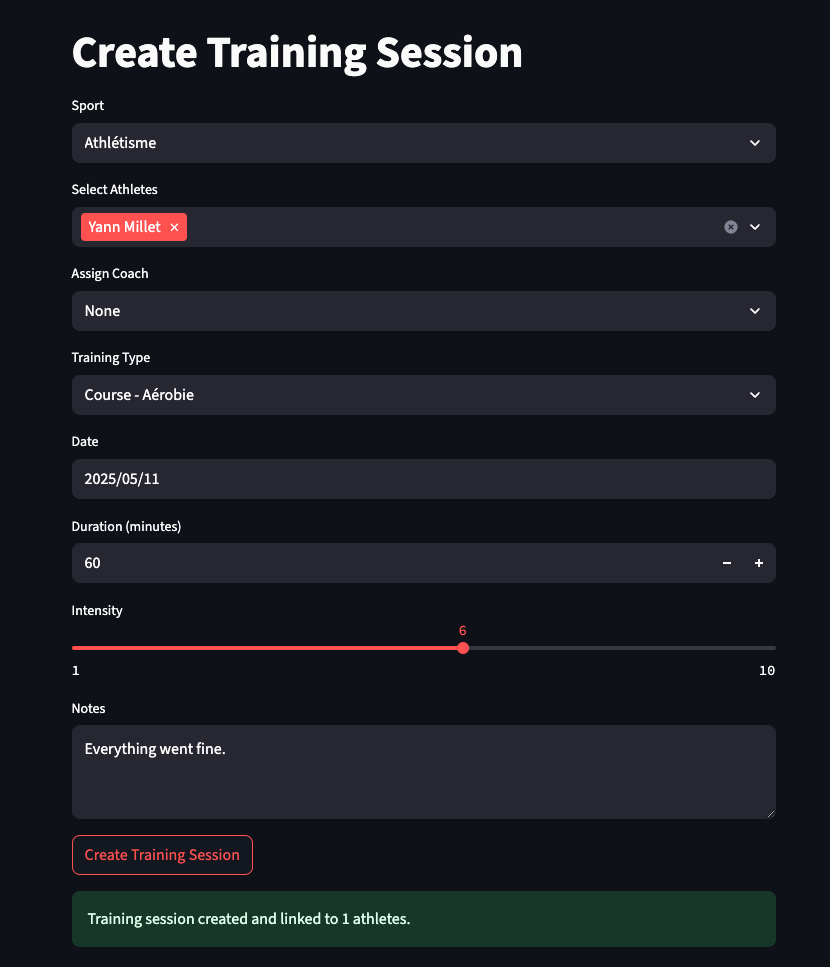 Create Training Session
Sport
Athlétisme
Select Athletes
Yann Millet
Assign Coach
None
Training Type
Course - Aérobie
Date
2025/05/11
Duration (minutes)
60
Intensity
6
1 10
Notes
Everything went fine.
Create Training Session
Training session created and linked to 1 athletes.